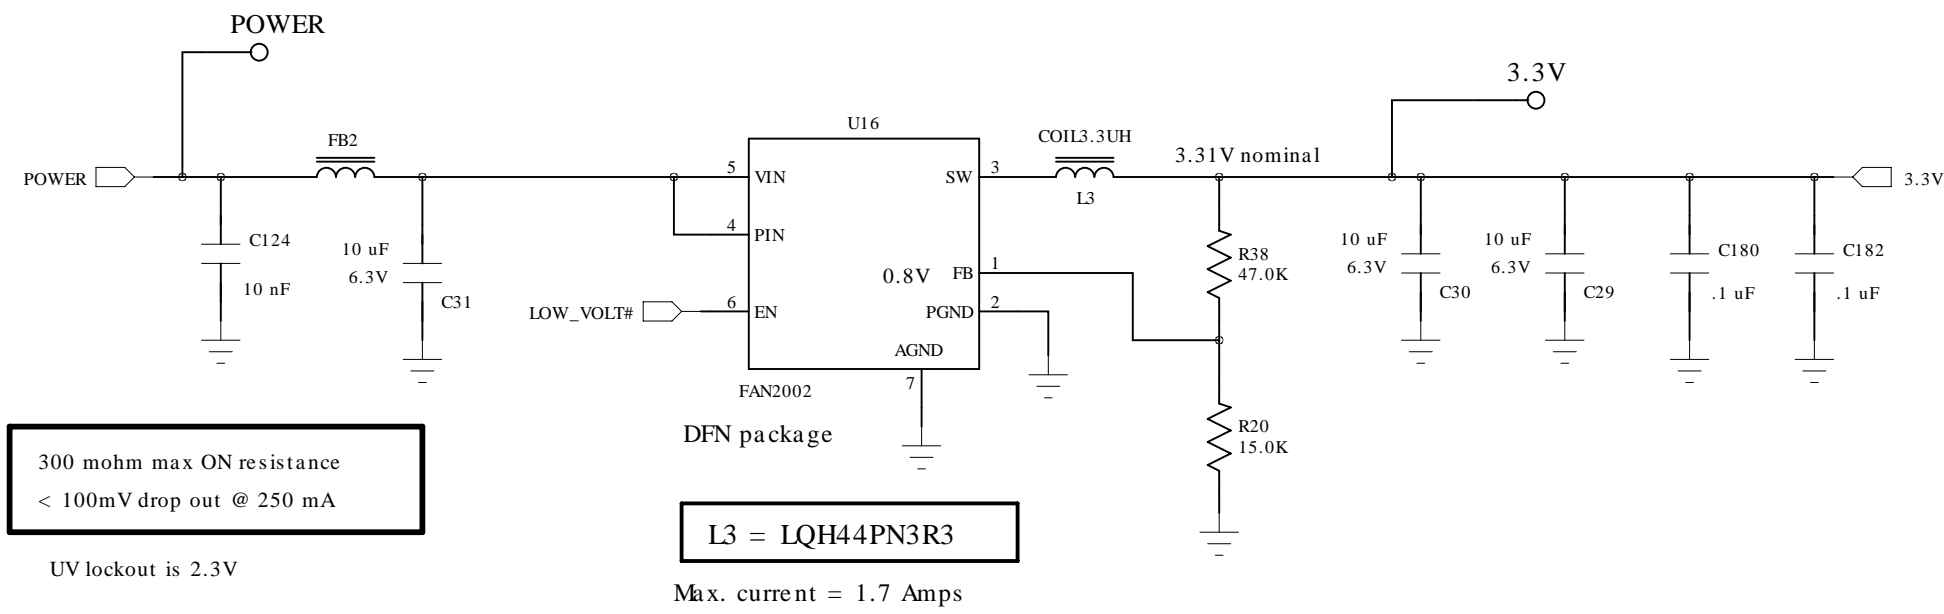 POWER
3.3V
U16
FB2
COIL3.3UH
3.31V nominal
POWER
5
VIN
SW
3
L3
3.3V
4
PIN
C124
10 nF
10 uF
6.3V
C31
0.8V
FB
1
R38
47.0K
10 uF
6.3V
C30
10 uF
6.3V
C29
C180
.1 uF
C182
.1 uF
LOW_VOLT#
6
EN
PGND
2
AGND
7
FAN2002
DFN package
R20
15.0K
300 mohm max ON resistance
< 100mV drop out @ 250 mA
UV lockout is 2.3V
L3 = LQH44PN3R3
Max. current = 1.7 Amps